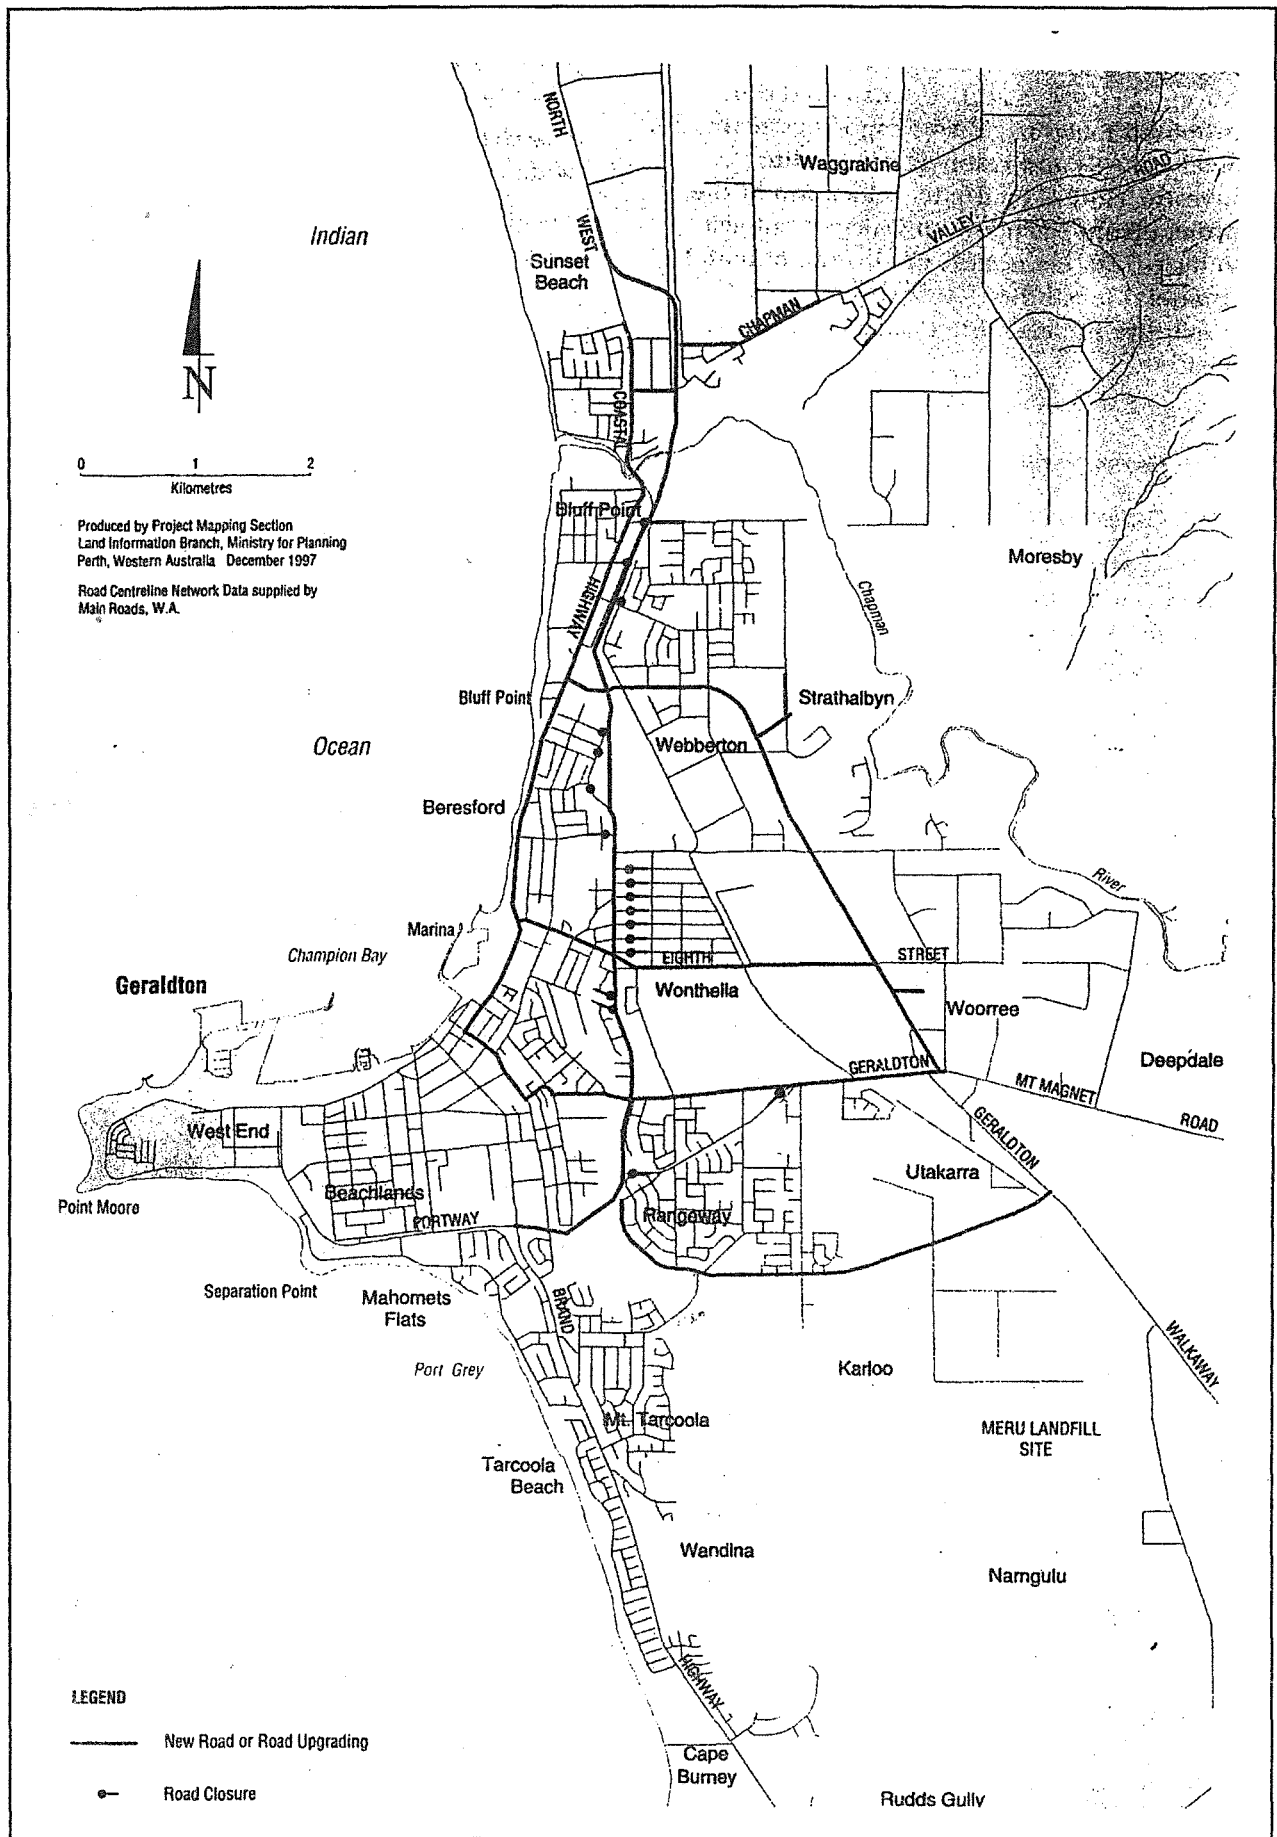 NORTH
Waggrakine
ROAD
VALLEY
WEST
Indian
Sunset
Beach
CHAPMAN
N
COASTAL
0 1 2
Kilometres
Bluff Point
Produced by Project Mapping Section
Land Information Branch, Ministry for Planning
Perth, Western Australia December 1997
Road Centreline Network Data supplied by
Main Roads, W.A.
Moresby
HIGHWAY
Chapman
Bluff Point
Strathalbyn
Webberton
Ocean
Beresford
River
Marina
Champion Bay
EIGHTH
STREET
Geraldton
Wonthella
Woorree
Deepdale
GERALDTON
MT MAGNET
ROAD
GERALDTON
West End
Utakarra
Beachlands
Point Moore
PORTWAY
Rangeway
Separation Point
Mahomets
Flats
BRAND
WALKAWAY
Port Grey
Karloo
Mt. Tarcoola
MERU LANDFILL
SITE
Tarcoola
Beach
Wandina
Narngulu
HIGHWAY
LEGEND
New Road or Road Upgrading
Cape
Burney
Road Closure
Rudds Gully